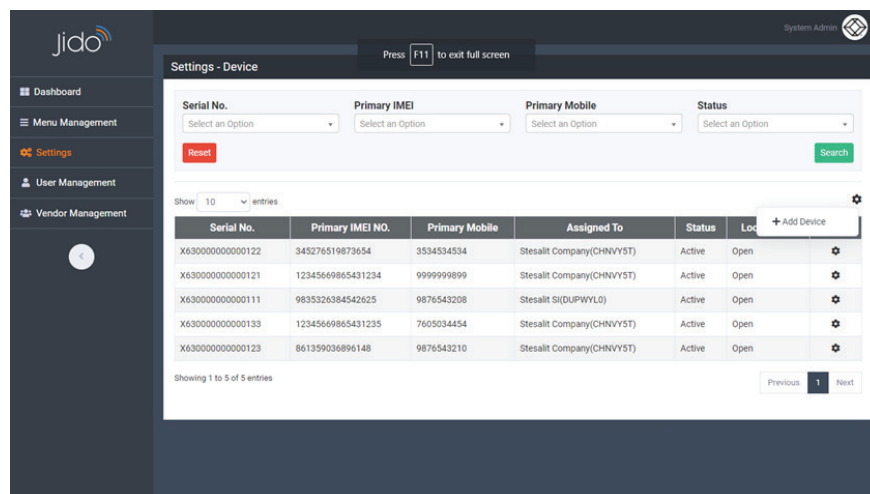 Jido
System Admin
Press F11 to exit full screen
Settings - Device
Dashboard
Menu Management
Settings
User Management
Vendor Management
Serial No. Primary IMEI Primary Mobile Status
Select an Option Select an Option Select an Option Select an Option
Reset Search
Show 10 entries
+ Add Device
Serial No. Primary IMEI NO. Primary Mobile Assigned To Status
X630000000000122 345276519873654 3534534534 Stesalit Company(CHNVY5T) Active Open
X630000000000121 12345669865431234 9999999899 Stesalit Company(CHNVY5T) Active Open
X630000000000111 9835326384542625 9876543208 Stesalit SI(DUPWYL0) Active Open
X630000000000133 12345669865431235 7605034454 Stesalit Company(CHNVY5T) Active Open
X630000000000123 861359036896148 9876543210 Stesalit Company(CHNVY5T) Active Open
Showing 1 to 5 of 5 entries
Previous 1 Next